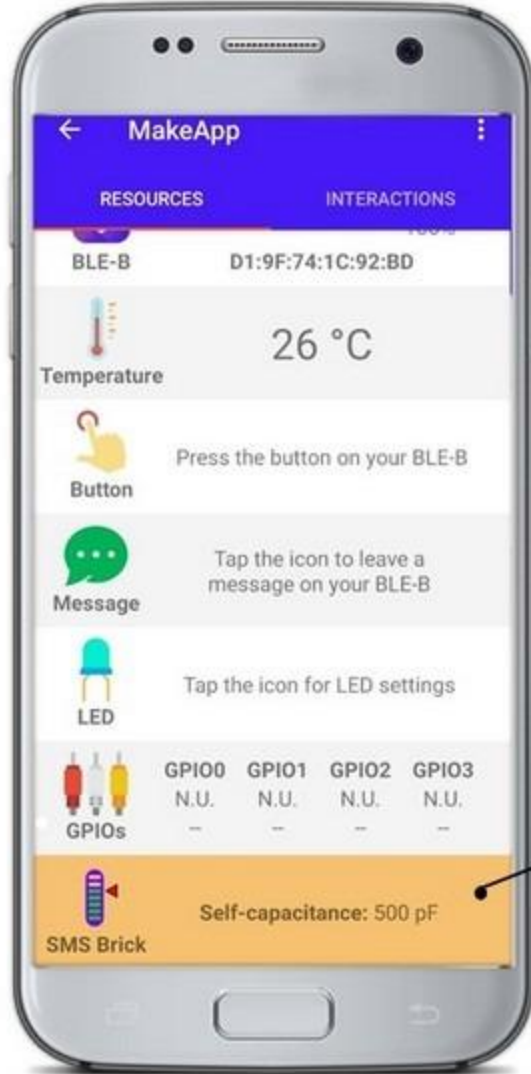 MakeApp
RESOURCES INTERACTIONS
BLE-B D1:9F:74:1C:92:BD
26 °C
Temperature
Press the button on your BLE-B
Button
Tap the icon to leave a
message on your BLE-B
Message
Tap the icon for LED settings
LED
GPIO0 GPIO1 GPIO2 GPIO3
N.U. N.U. N.U. N.U.
-- -- -- --
GPIOs
Self-capacitance: 500 pF
SMS Brick